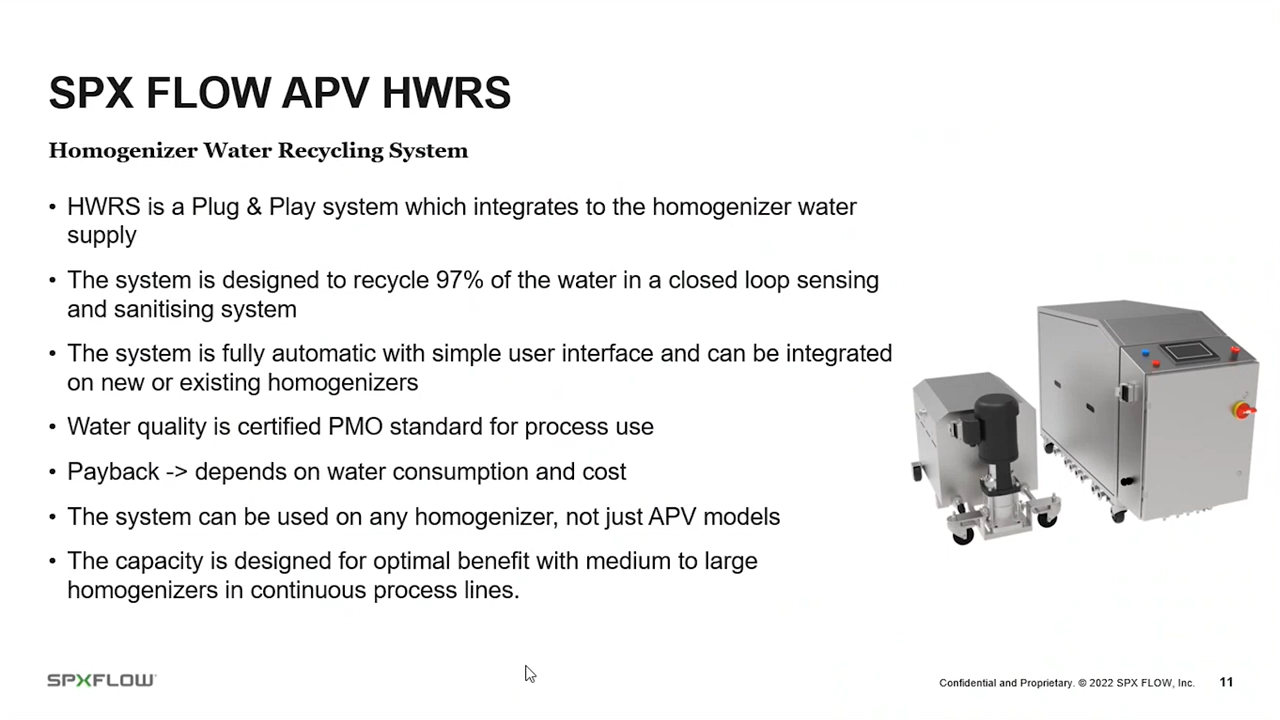 SPX FLOW APV HWRS
Homogenizer Water Recycling System
• HWRS is a Plug & Play system which integrates to the homogenizer water
supply
• The system is designed to recycle 97% of the water in a closed loop sensing
and sanitising system
• The system is fully automatic with simple user interface and can be integrated
on new or existing homogenizers
• Water quality is certified PMO standard for process use
• Payback -> depends on water consumption and cost
• The system can be used on any homogenizer, not just APV models
• The capacity is designed for optimal benefit with medium to large
homogenizers in continuous process lines.
SPXFLOW
Confidential and Proprietary. © 2022 SPX FLOW, Inc. 11